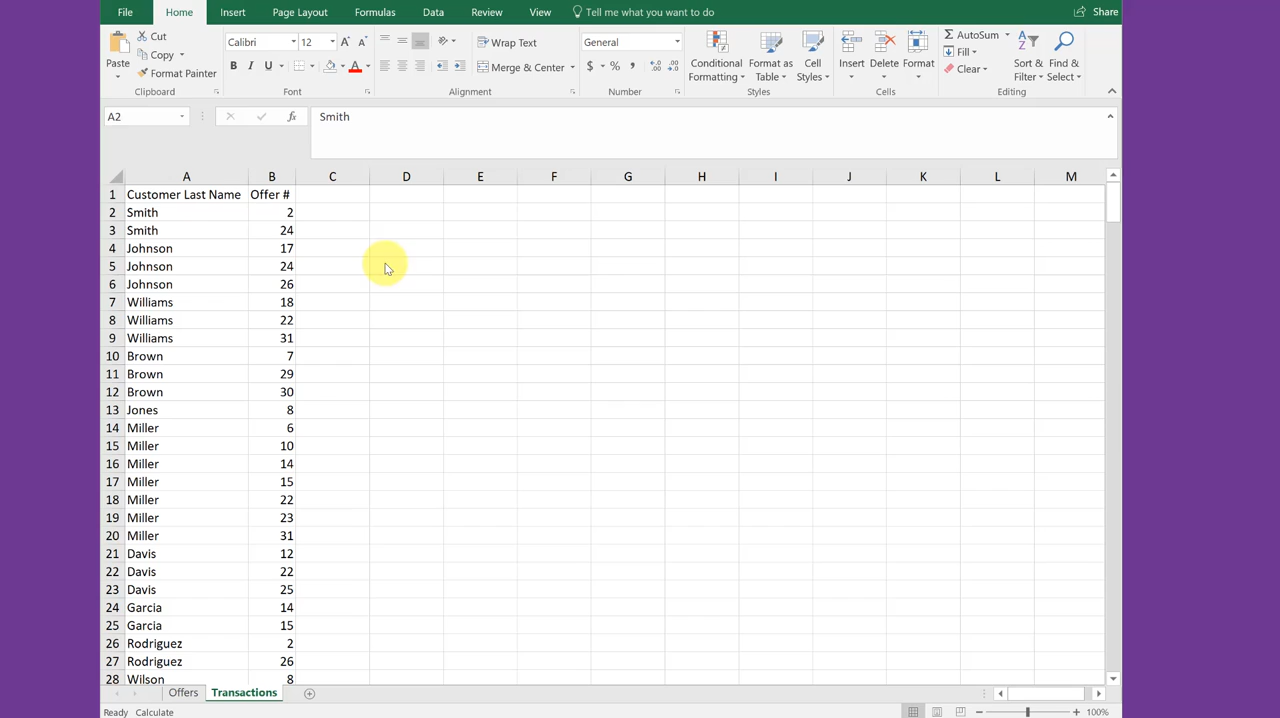 File Home Insert Page Layout Formulas Data Review View Tell me what you want to do Share
Paste Cut Copy Format Painter
Calibri 12 A A B I U A
Wrap Text Merge & Center
General $ % ,
Conditional Formatting Format as Table Cell Styles
Insert Delete Format
AutoSum Fill Clear Sort & Filter Find & Select
Clipboard Font Alignment Number Styles Cells Editing
A2 fx Smith
A B C D E F G H I J K L M
1 Customer Last Name Offer #
2 Smith 2
3 Smith 24
4 Johnson 17
5 Johnson 24
6 Johnson 26
7 Williams 18
8 Williams 22
9 Williams 31
10 Brown 7
11 Brown 29
12 Brown 30
13 Jones 8
14 Miller 6
15 Miller 10
16 Miller 14
17 Miller 15
18 Miller 22
19 Miller 23
20 Miller 31
21 Davis 12
22 Davis 22
23 Davis 25
24 Garcia 14
25 Garcia 15
26 Rodriguez 2
27 Rodriguez 26
28 Wilson 8
Offers Transactions
Ready Calculate 100%